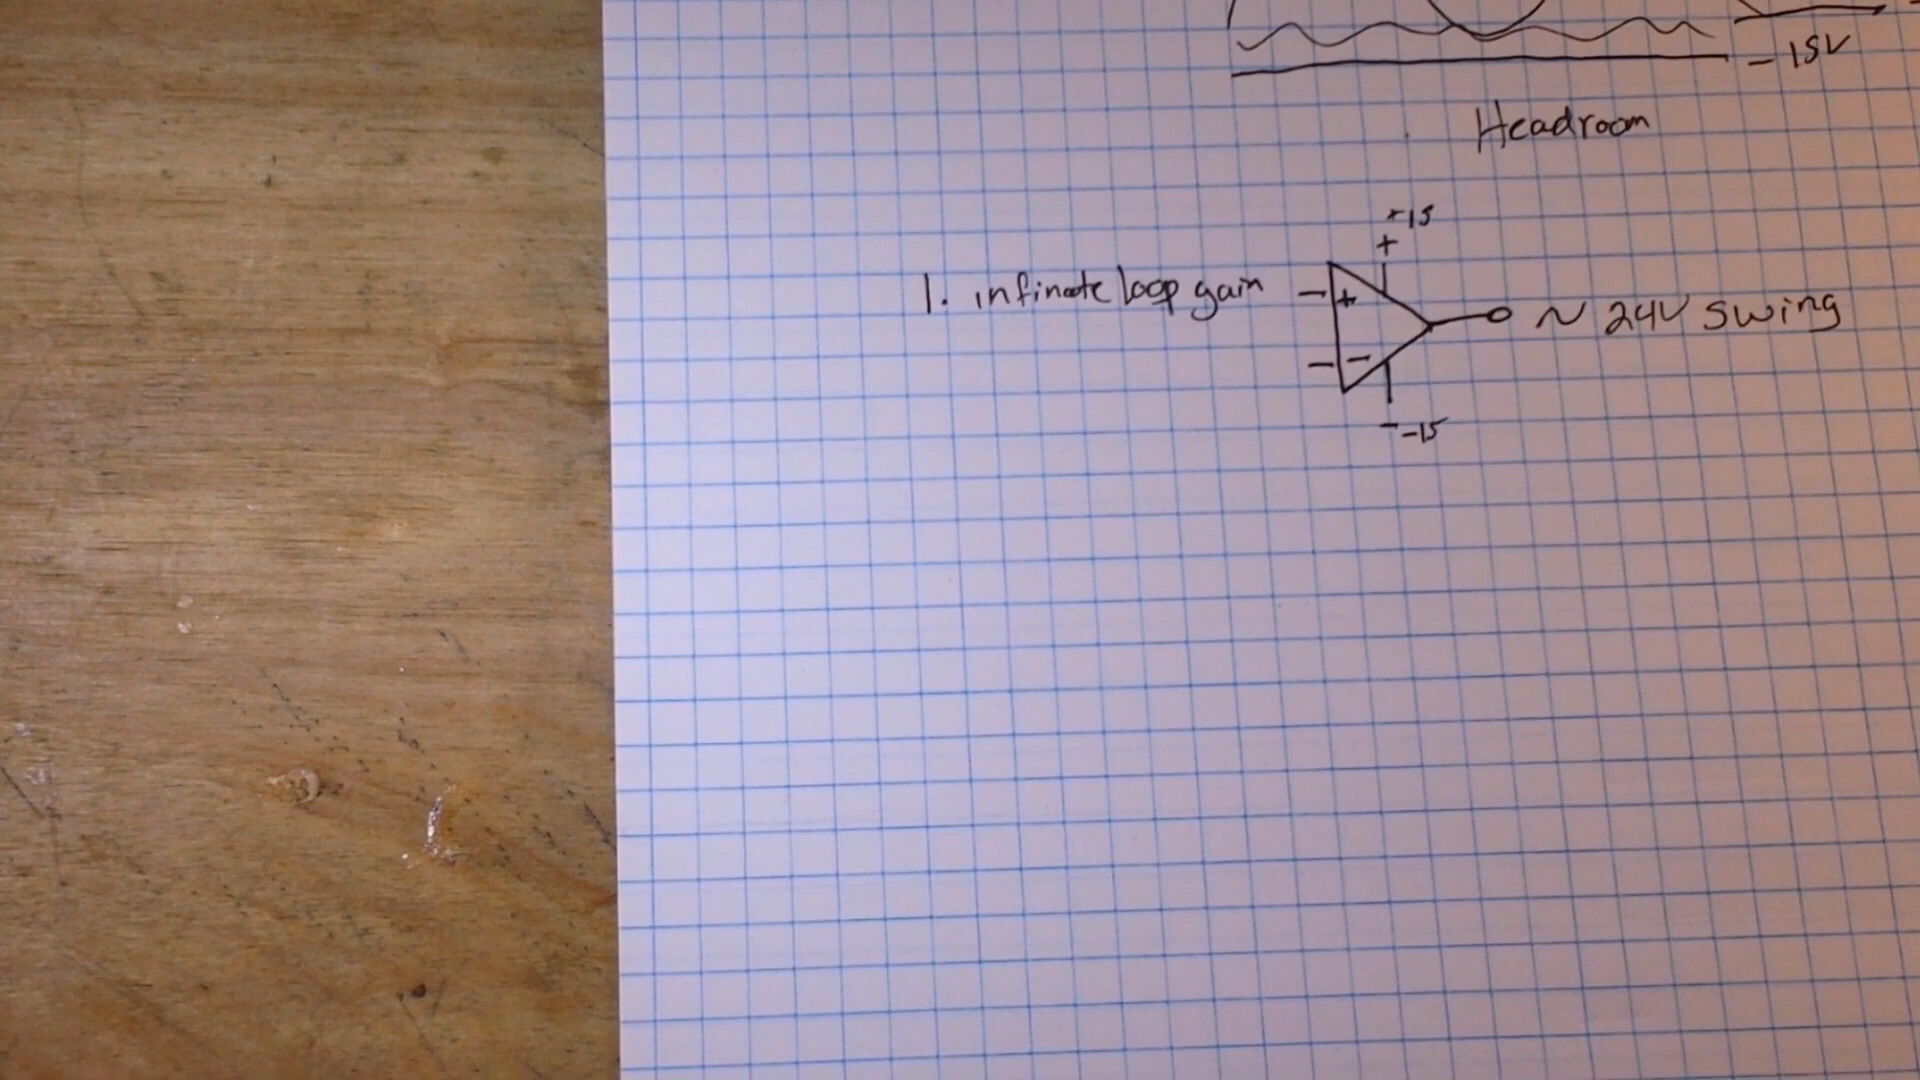 - 15V
Headroom
+15
+
1. infinate loop gain - + ~ 24V swing
- -
- -15